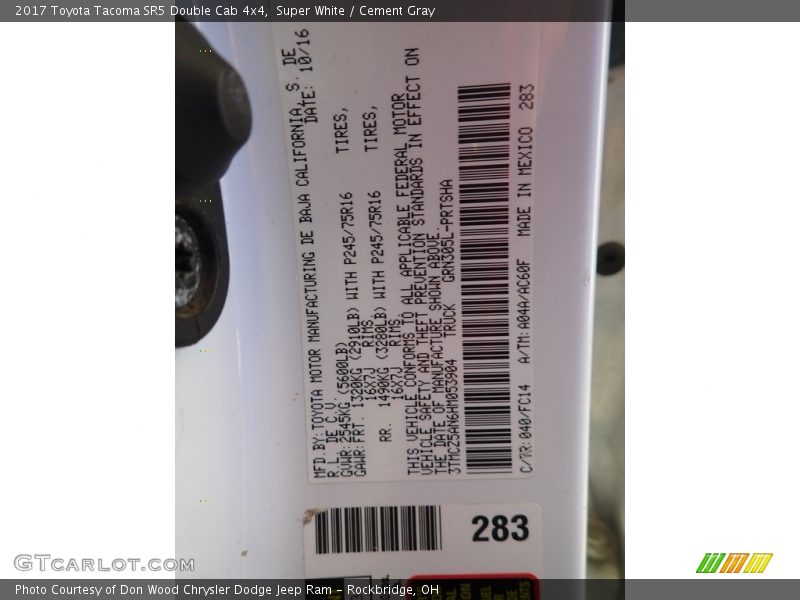 2017 Toyota Tacoma SR5 Double Cab 4x4, Super White / Cement Gray
MFD.BY:TOYOTA MOTOR MANUFACTURING DE BAJA CALIFORNIA, S. DE
R.L. DE C.V. DATE: 10/16
GVWR:2545KG (5600LB)
GAWR:FRT. 1320KG (2910LB) WITH P245/75R16 TIRES,
16X7J RIMS
RR. 1490KG (3280LB) WITH P245/75R16 TIRES,
16X7J RIMS.
THIS VEHICLE CONFORMS TO ALL APPLICABLE FEDERAL MOTOR
VEHICLE SAFETY AND THEFT PREVENTION STANDARDS IN EFFECT ON
THE DATE OF MANUFACTURE SHOWN ABOVE.
3TMCZ5AN6HM053904 TRUCK GRN305L-PRTSHA
C/TR:040/FC14 A/TM:A04A/AC60F MADE IN MEXICO 283
283
GTcarlot.com
Photo Courtesy of Don Wood Chrysler Dodge Jeep Ram - Rockbridge, OH